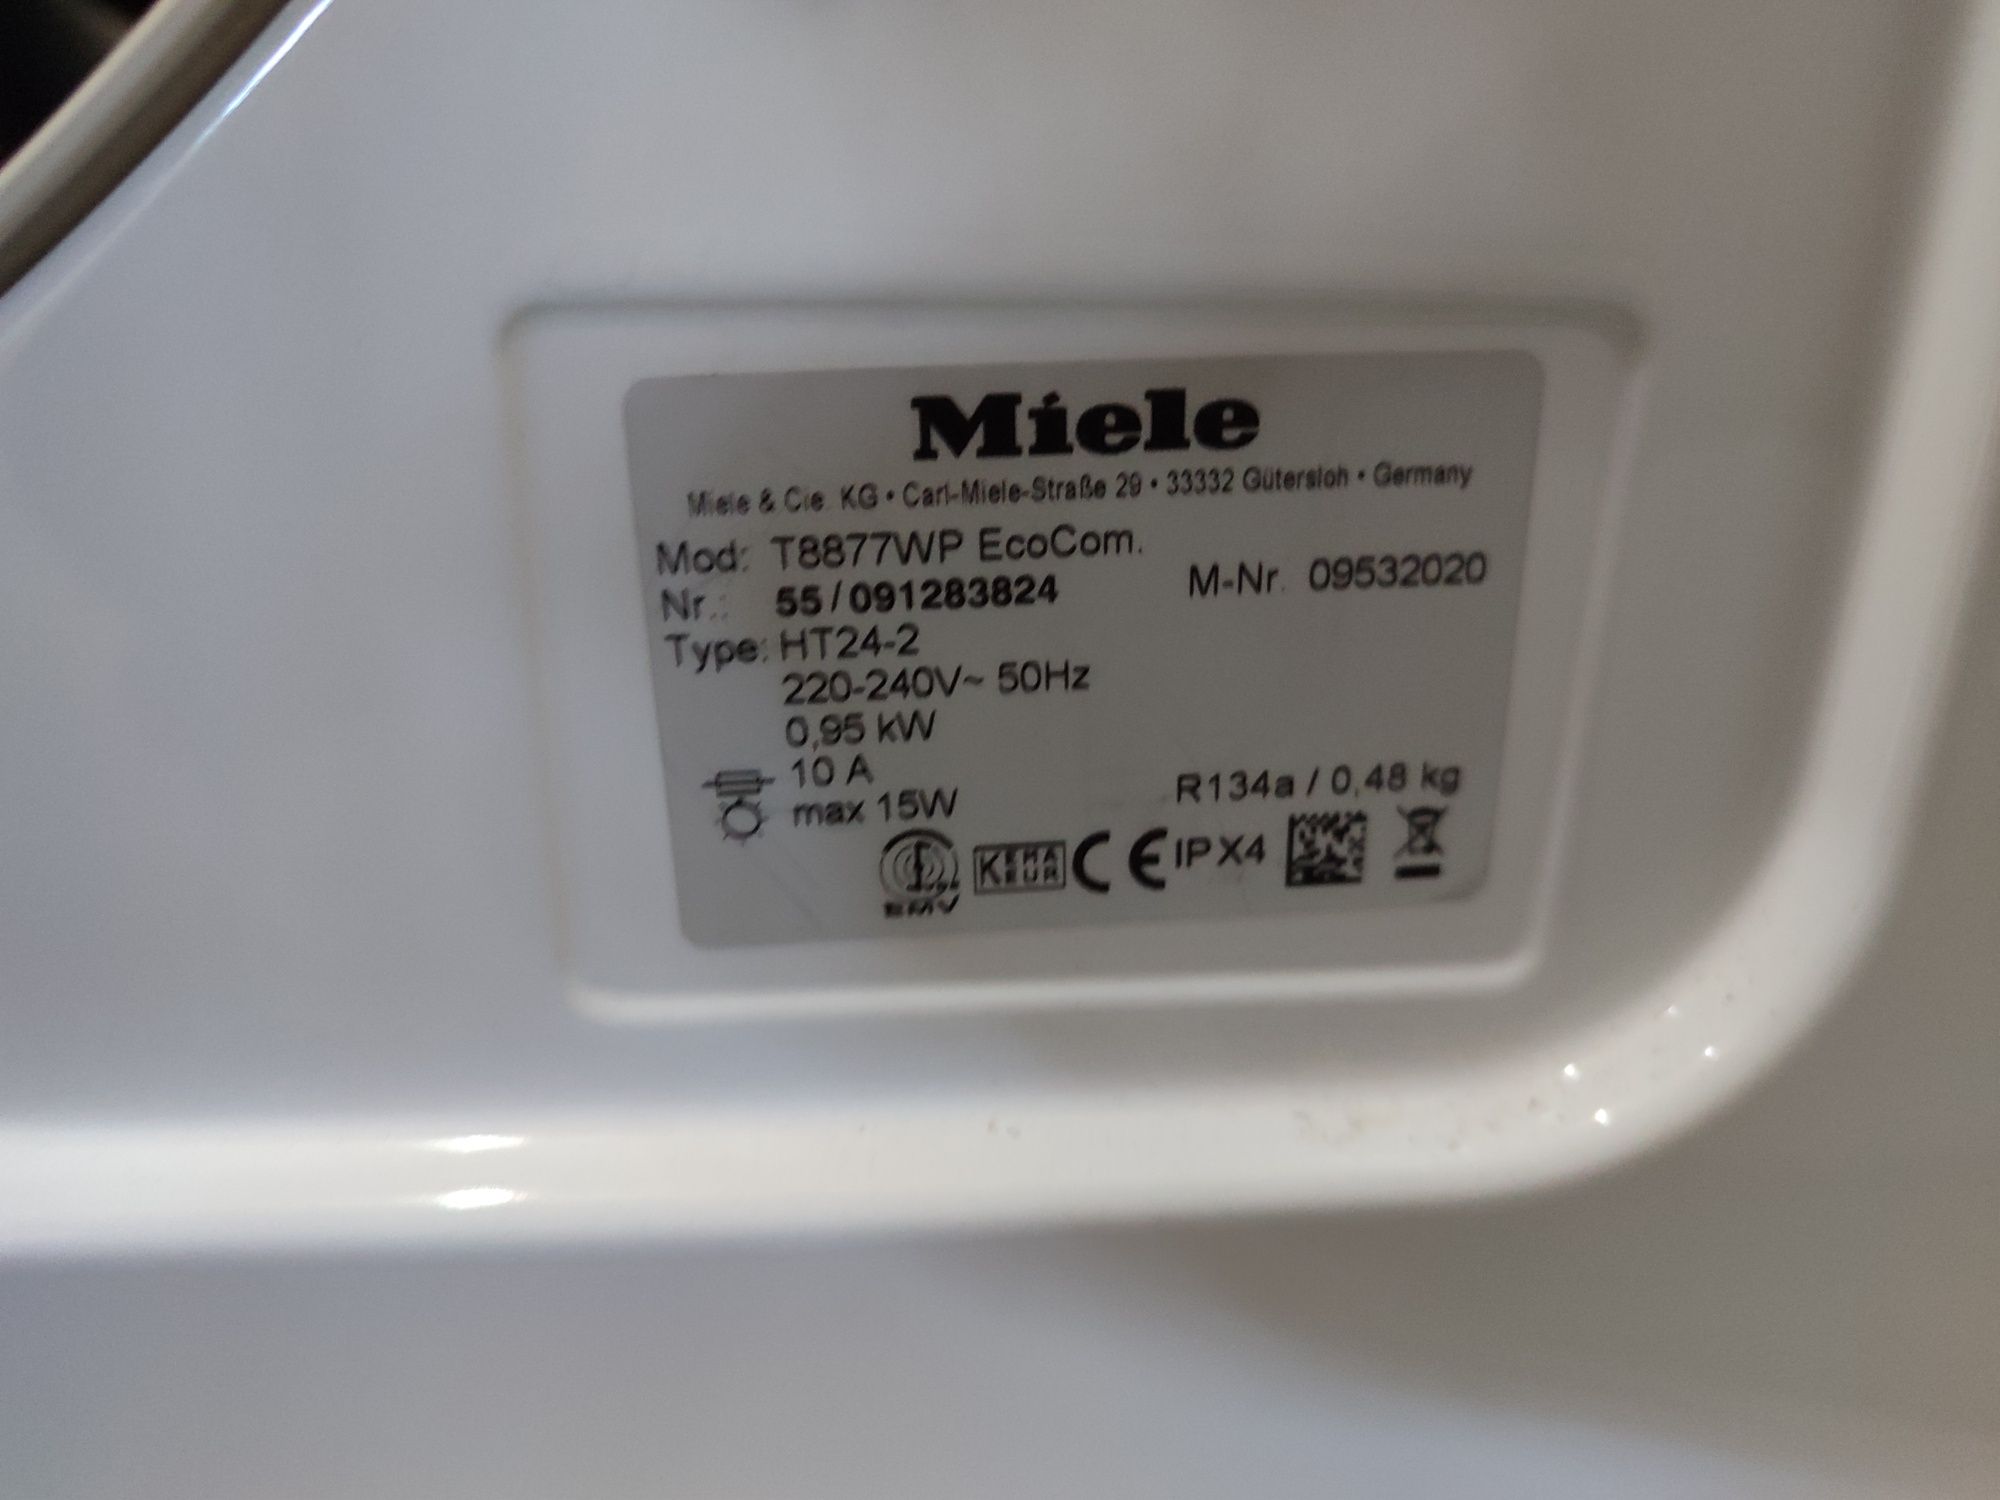 Miele
Miele & Cie. KG • Carl-Miele-Straße 29 • 33332 Gütersloh • Germany
Mod: T8877WP EcoCom.
Nr.: 55/091283824 M-Nr. 09532020
Type: HT24-2
220-240V~ 50Hz
0,95 kW
10 A
max 15W R134a / 0,48 kg
EMV KEMA KEUR CE IPX4